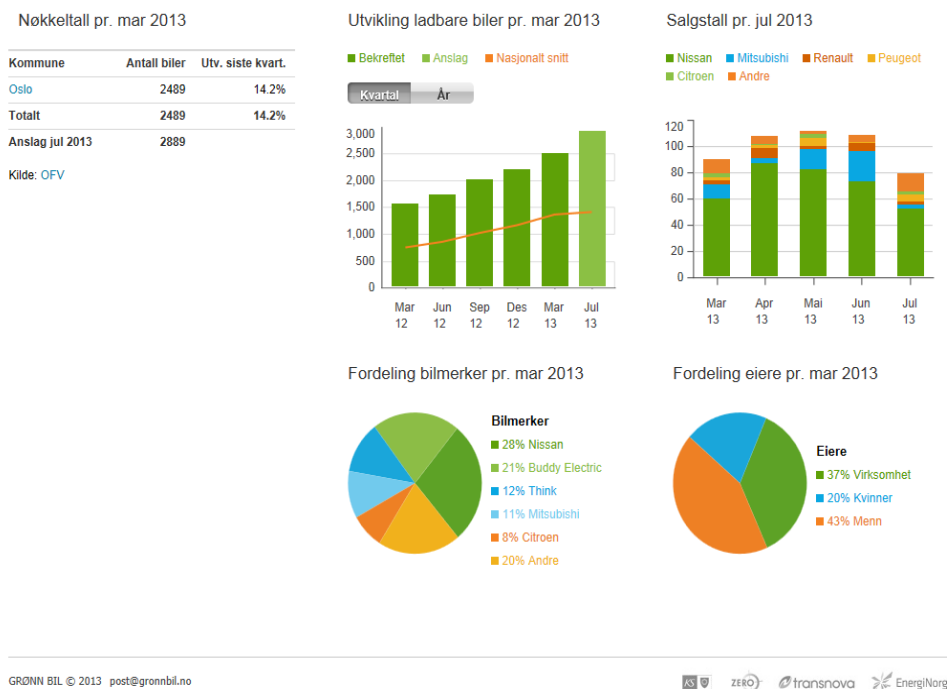 Nøkkeltall pr. mar 2013
Kommune Antall biler Utv. siste kvart.
Oslo 2489 14.2%
Totalt 2489 14.2%
Anslag jul 2013 2889
Kilde: OFV
Utvikling ladbare biler pr. mar 2013
Bekreftet Anslag Nasjonalt snitt
Kvartal År
3,000
2,500
2,000
1,500
1,000
500
0
Mar Jun Sep Des Mar Jul
12 12 12 12 13 13
Salgstall pr. jul 2013
Nissan Mitsubishi Renault Peugeot
Citroen Andre
120
100
80
60
40
20
0
Mar Apr Mai Jun Jul
13 13 13 13 13
Fordeling bilmerker pr. mar 2013
Bilmerker
28% Nissan
21% Buddy Electric
12% Think
11% Mitsubishi
8% Citroen
20% Andre
Fordeling eiere pr. mar 2013
Eiere
37% Virksomhet
20% Kvinner
43% Menn
GRØNN BIL © 2013 post@gronnbil.no
KS ZERO transnova EnergiNorg